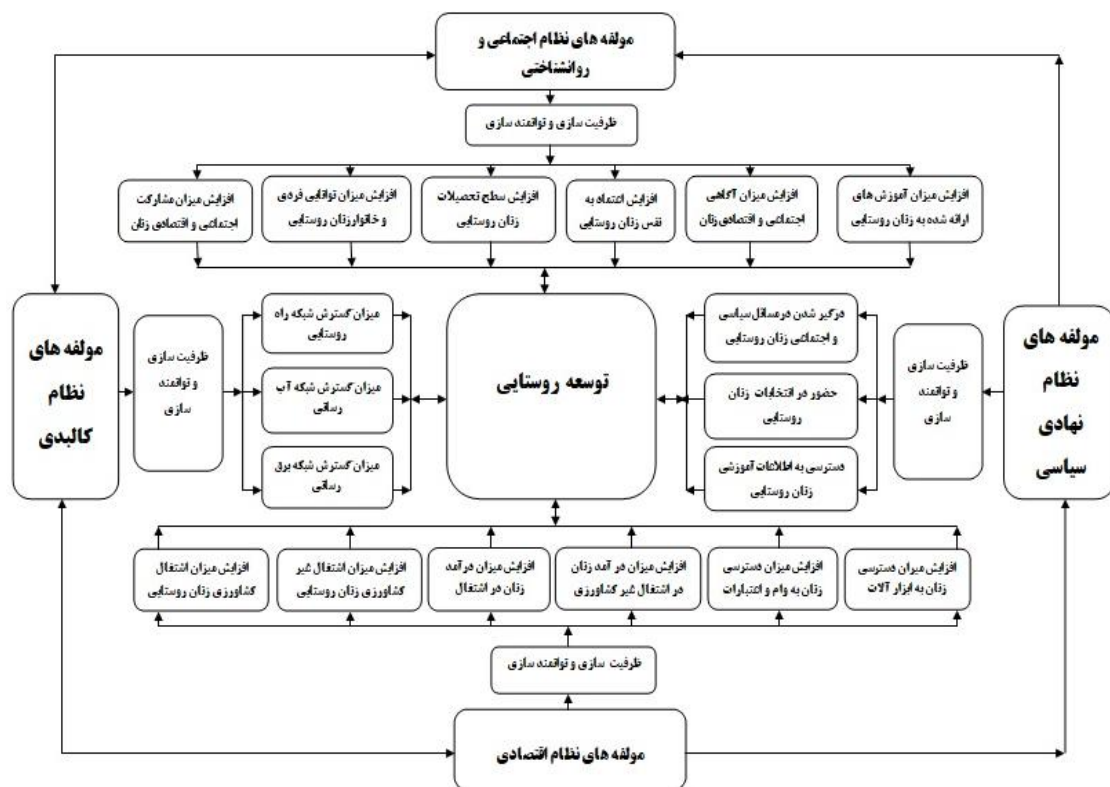 مولفه های نظام اجتماعی و
روانشناختی
ظرفیت سازی و توانمند سازی
افزایش میزان آموزش های
ارائه شده به زنان روستایی
افزایش میزان آگاهی
اجتماعی و اقتصادی زنان
افزایش اعتماد به
نفس زنان روستایی
افزایش سطح تحصیلات
زنان روستایی
افزایش میزان توانایی فردی
و خانوار زنان روستایی
افزایش میزان مشارکت
اجتماعی و اقتصادی زنان
مولفه های
نظام
نهادی
سیاسی
ظرفیت سازی
و توانمند
سازی
درگیر شدن در مسائل سیاسی
و اجتماعی زنان روستایی
حضور در انتخابات زنان
روستایی
دسترسی به اطلاعات آموزشی
زنان روستایی
توسعه روستایی
میزان گسترش شبکه راه
روستایی
میزان گسترش شبکه آب
رسانی
میزان گسترش شبکه برق
رسانی
ظرفیت سازی
و توانمند
سازی
مولفه های
نظام
کالبدی
افزایش میزان دسترسی
زنان به ابزار آلات
افزایش میزان دسترسی
زنان به وام و اعتبارات
افزایش میزان در آمد زنان
در اشتغال غیر کشاورزی
افزایش میزان درآمد
زنان در اشتغال
افزایش میزان اشتغال غیر
کشاورزی زنان روستایی
افزایش میزان اشتغال
کشاورزی زنان روستایی
ظرفیت سازی و توانمند سازی
مولفه های نظام اقتصادی